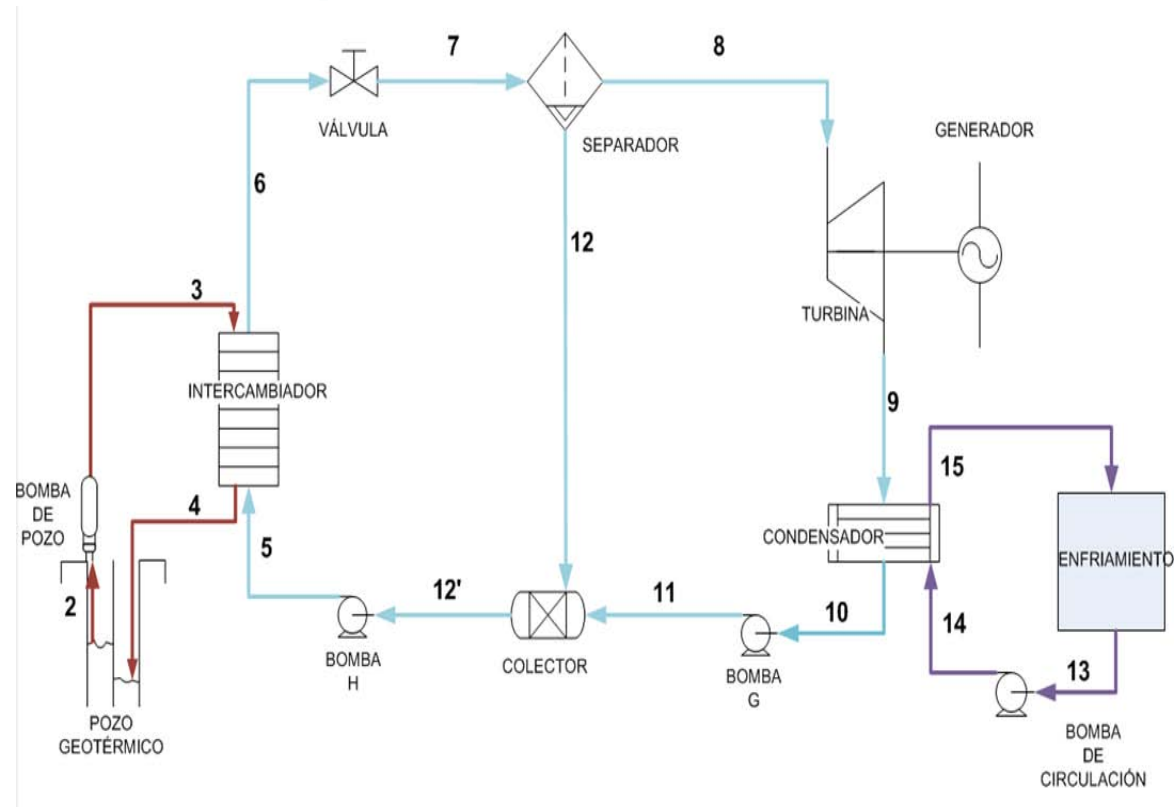 7
8
VÁLVULA
SEPARADOR
GENERADOR
6
12
3
TURBINA
INTERCAMBIADOR
9
15
BOMBA
DE
POZO
4
CONDENSADOR
5
ENFRIAMIENTO
2
12'
11
10
14
COLECTOR
BOMBA
H
BOMBA
G
13
POZO
GEOTÉRMICO
BOMBA
DE
CIRCULACIÓN